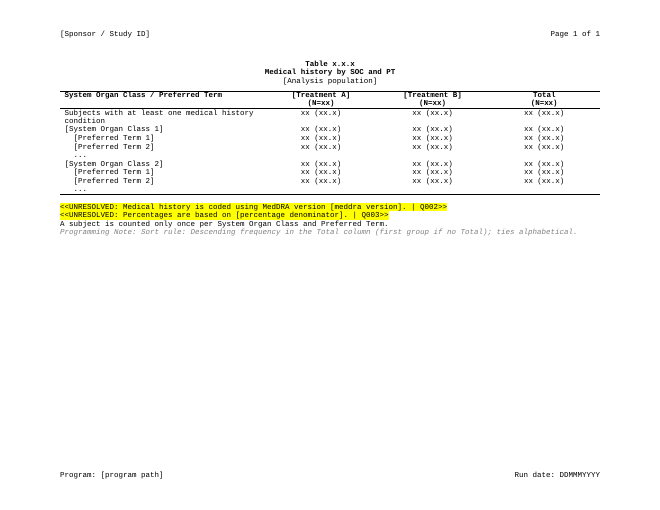 [Sponsor / Study ID] Page 1 of 1
Table x.x.x
Medical history by SOC and PT
[Analysis population]
System Organ Class / Preferred Term [Treatment A] [Treatment B] Total
(N=xx) (N=xx) (N=xx)
Subjects with at least one medical history xx (xx.x) xx (xx.x) xx (xx.x)
condition
[System Organ Class 1] xx (xx.x) xx (xx.x) xx (xx.x)
[Preferred Term 1] xx (xx.x) xx (xx.x) xx (xx.x)
[Preferred Term 2] xx (xx.x) xx (xx.x) xx (xx.x)
...
[System Organ Class 2] xx (xx.x) xx (xx.x) xx (xx.x)
[Preferred Term 1] xx (xx.x) xx (xx.x) xx (xx.x)
[Preferred Term 2] xx (xx.x) xx (xx.x) xx (xx.x)
...
<<UNRESOLVED: Medical history is coded using MedDRA version [meddra version]. | Q002>>
<<UNRESOLVED: Percentages are based on [percentage denominator]. | Q003>>
A subject is counted only once per System Organ Class and Preferred Term.
Programming Note: Sort rule: Descending frequency in the Total column (first group if no Total); ties alphabetical.
Program: [program path] Run date: DDMMMYYYY